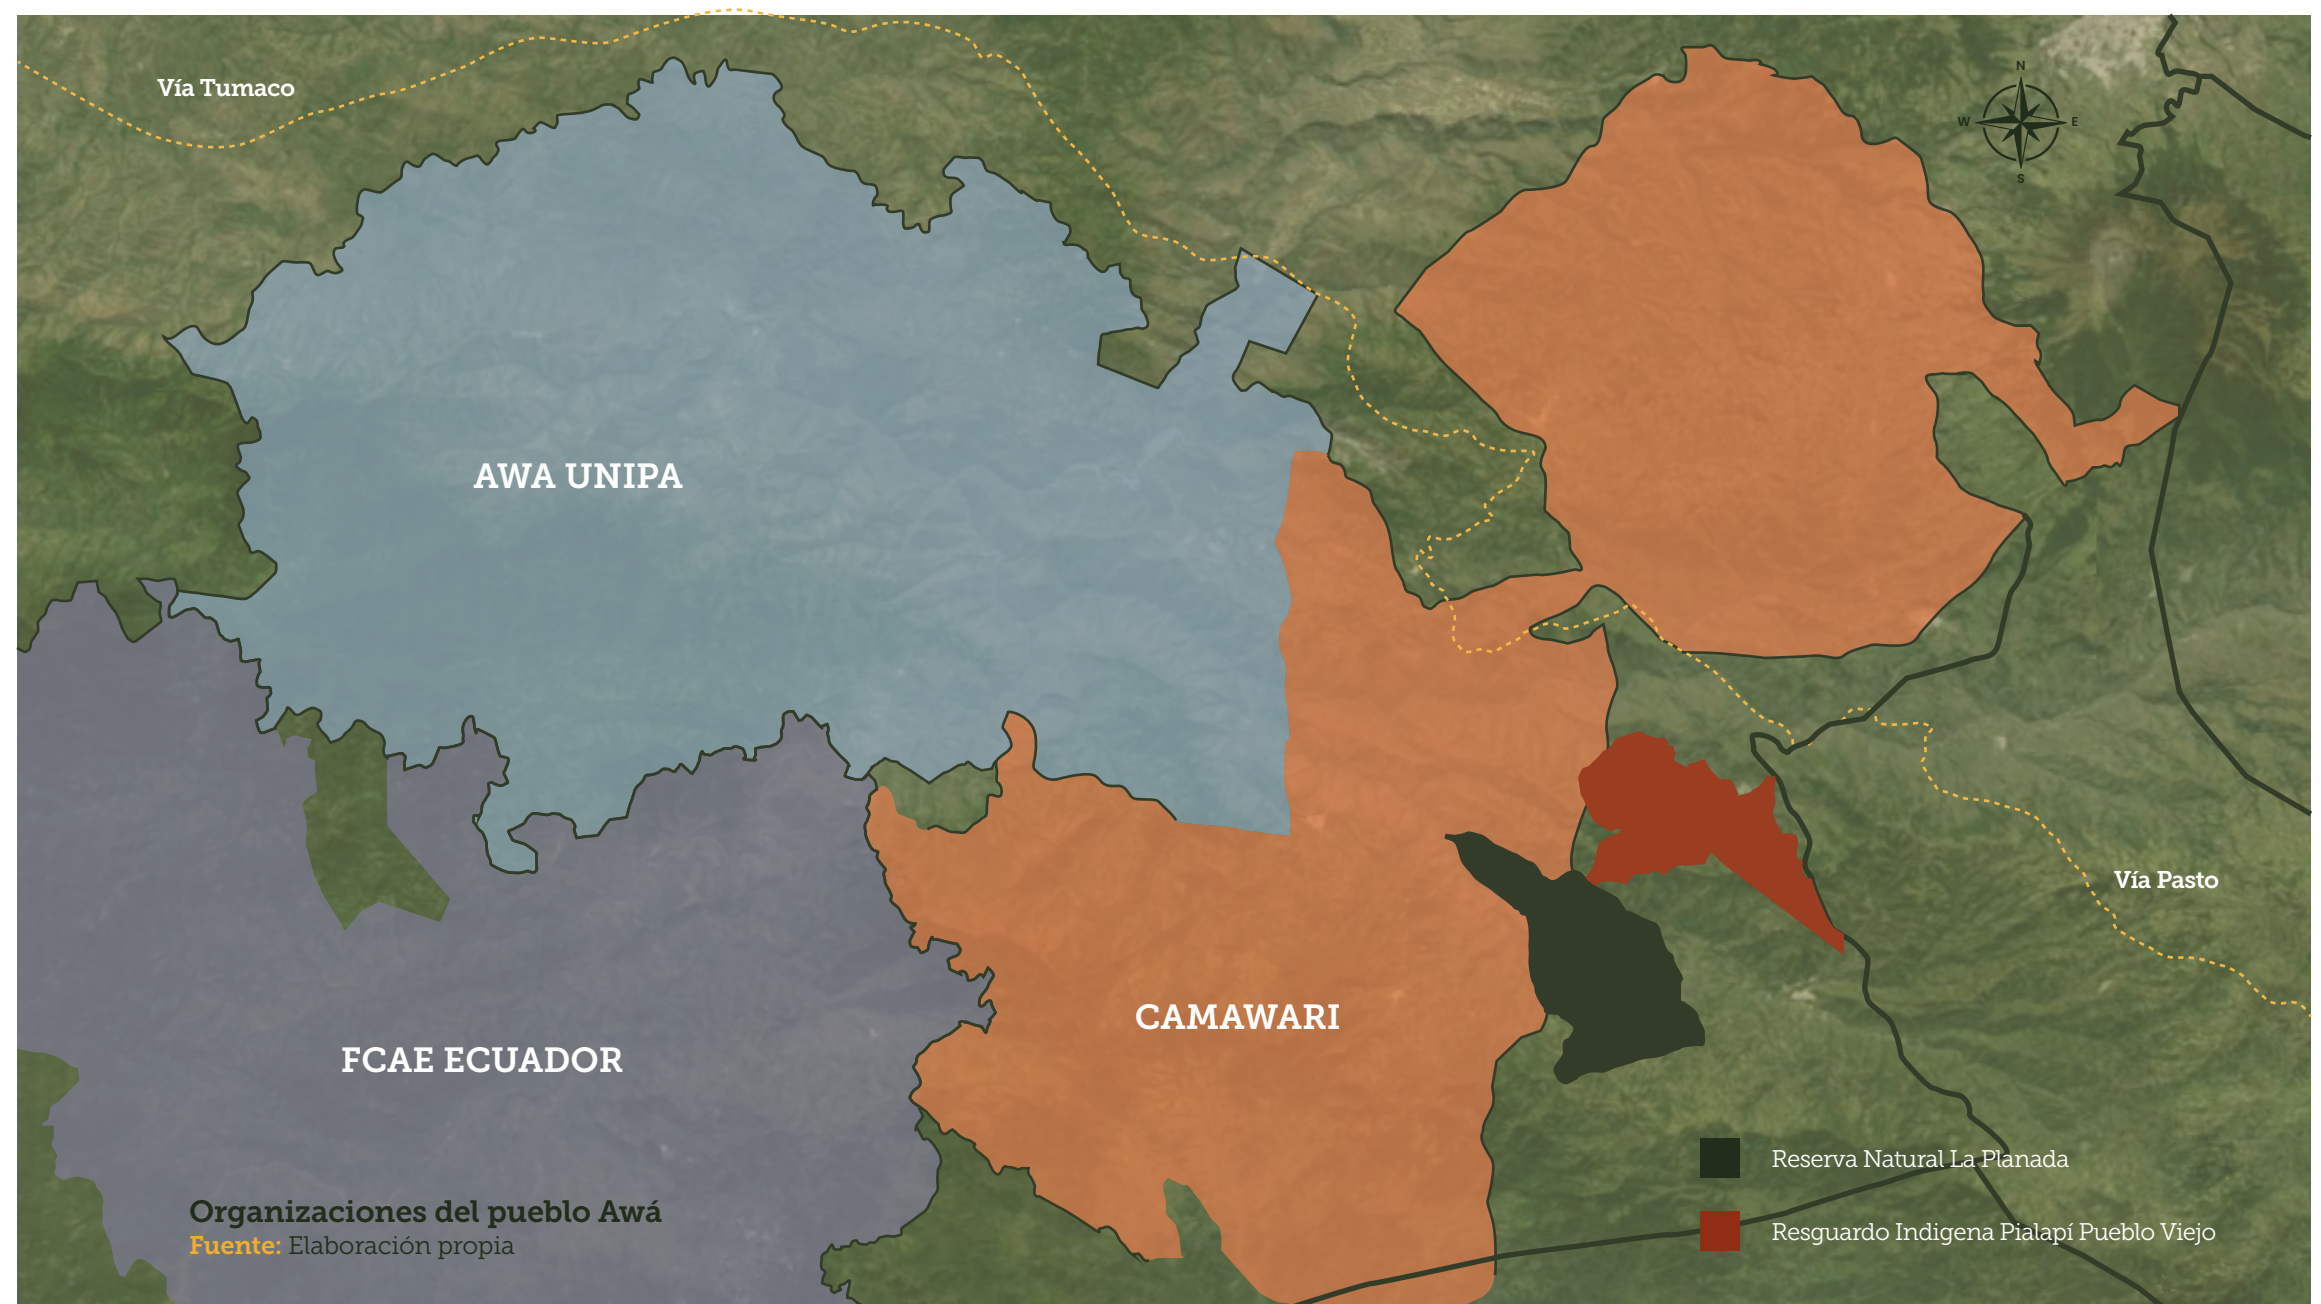 Vía Tumaco
N
W
E
S
AWA UNIPA
Vía Pasto
CAMAWARI
FCAE ECUADOR
Reserva Natural La Planada
Resguardo Indigena Pialapí Pueblo Viejo
Organizaciones del pueblo Awá
Fuente: Elaboración propia